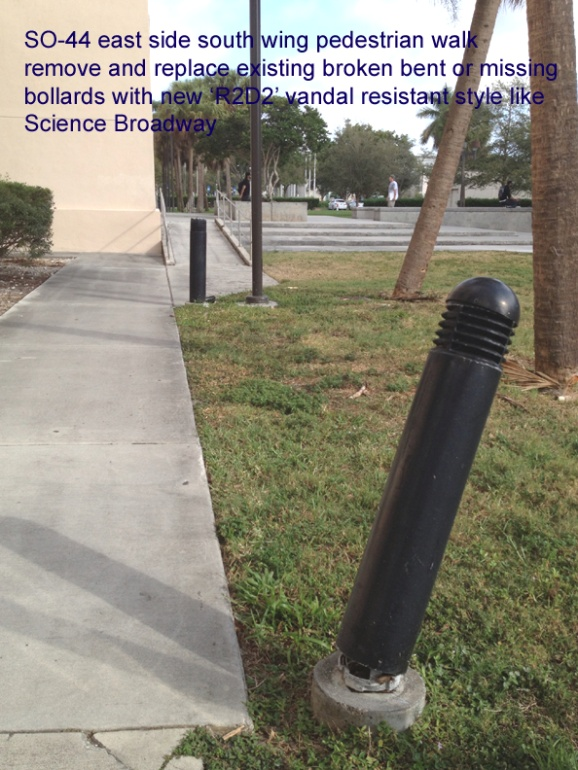 SO-44 east side south wing pedestrian walk
remove and replace existing broken bent or missing
bollards with new ‘R2D2’ vandal resistant style like
Science Broadway